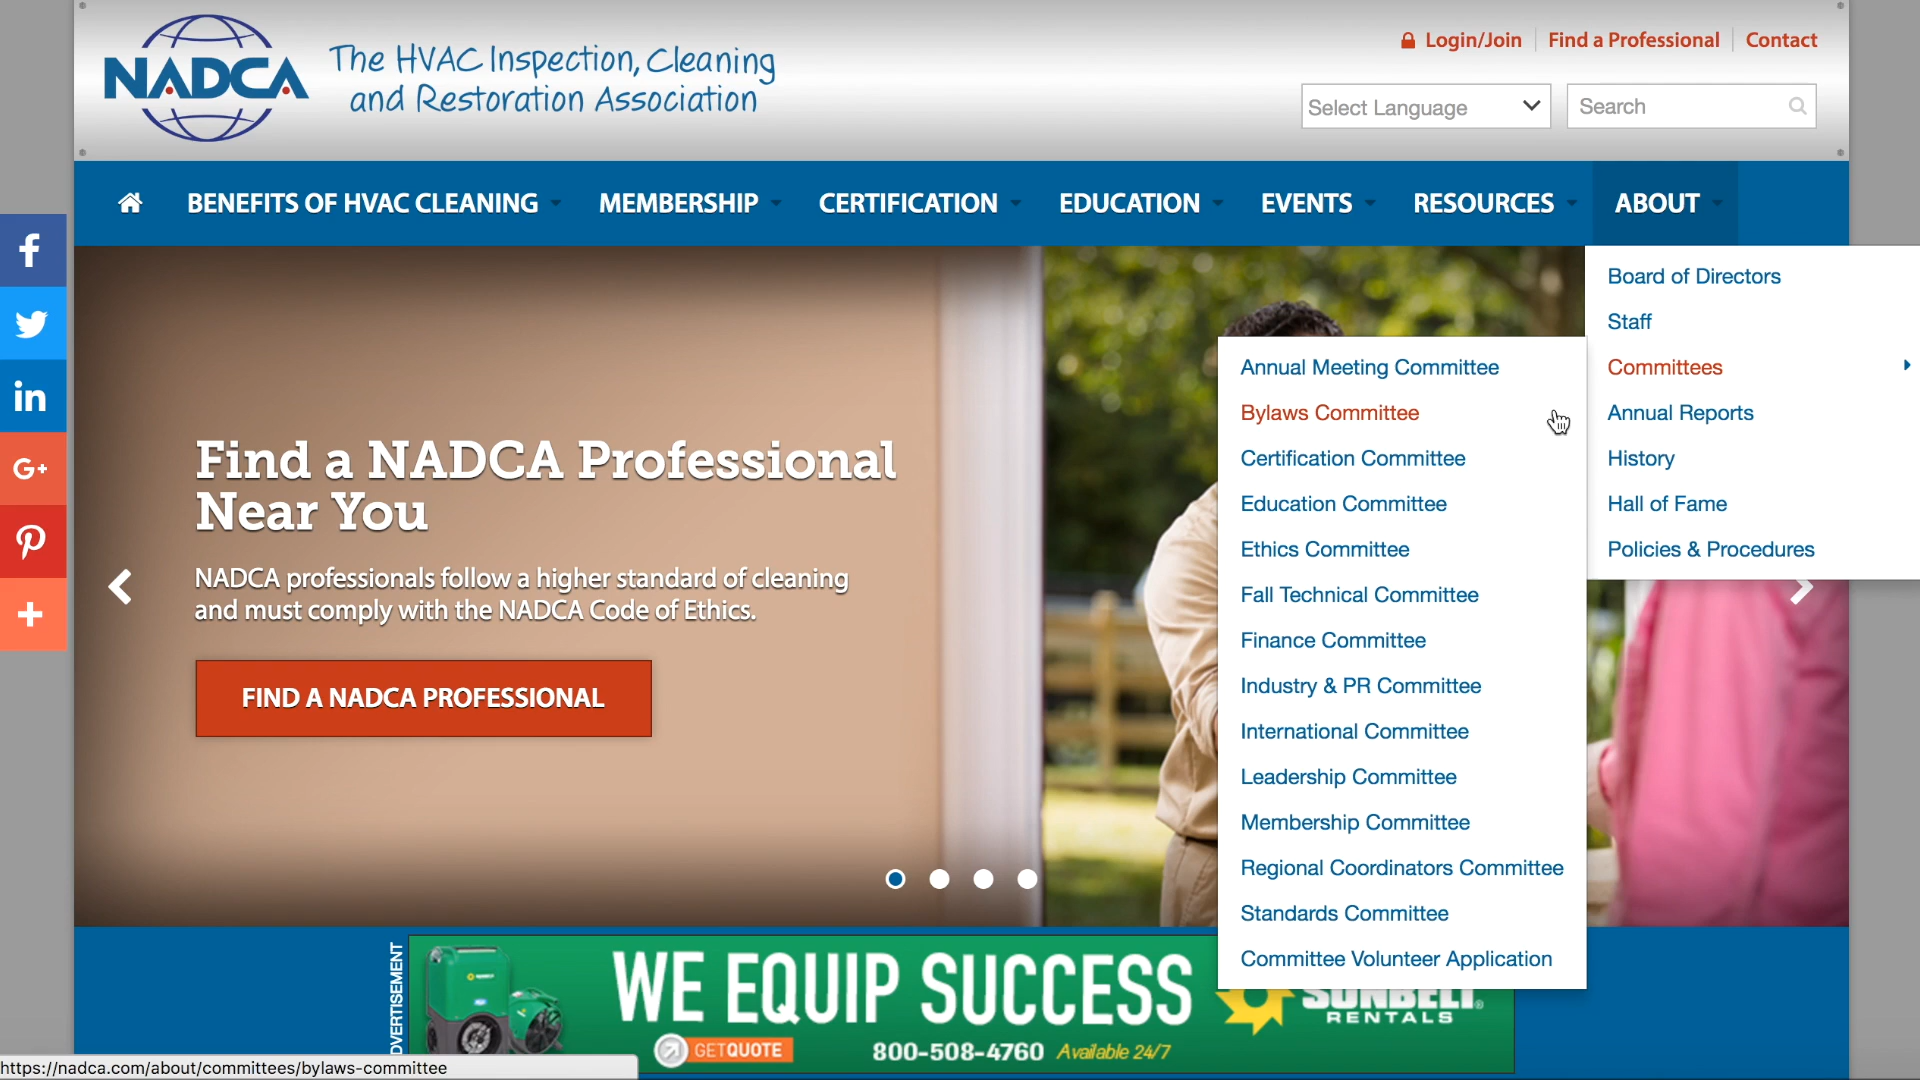 NADCA
The HVAC Inspection, Cleaning
and Restoration Association
Login/Join
Find a Professional
Contact
Select Language
Search
BENEFITS OF HVAC CLEANING
MEMBERSHIP
CERTIFICATION
EDUCATION
EVENTS
RESOURCES
ABOUT
f
in
G+
Board of Directors
Staff
Committees
Annual Reports
History
Hall of Fame
Policies & Procedures
Annual Meeting Committee
Bylaws Committee
Certification Committee
Education Committee
Ethics Committee
Fall Technical Committee
Finance Committee
Industry & PR Committee
International Committee
Leadership Committee
Membership Committee
Regional Coordinators Committee
Standards Committee
Committee Volunteer Application
Find a NADCA Professional
Near You
NADCA professionals follow a higher standard of cleaning
and must comply with the NADCA Code of Ethics.
FIND A NADCA PROFESSIONAL
WE EQUIP SUCCESS
SUNBELT
RENTALS
GET QUOTE
800-508-4760 Available 24/7
https://nadca.com/about/committees/bylaws-committee